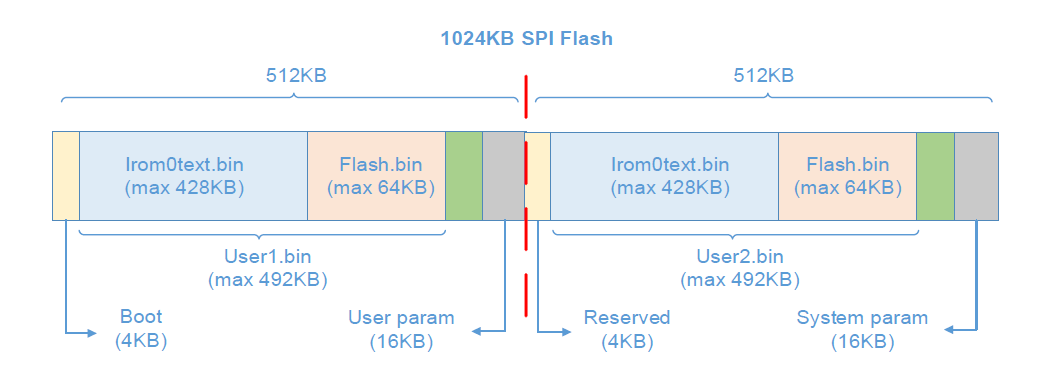 1024KB SPI Flash
512KB
512KB
Irom0text.bin
(max 428KB)
Flash.bin
(max 64KB)
Irom0text.bin
(max 428KB)
Flash.bin
(max 64KB)
User1.bin
(max 492KB)
User2.bin
(max 492KB)
Boot
(4KB)
User param
(16KB)
Reserved
(4KB)
System param
(16KB)